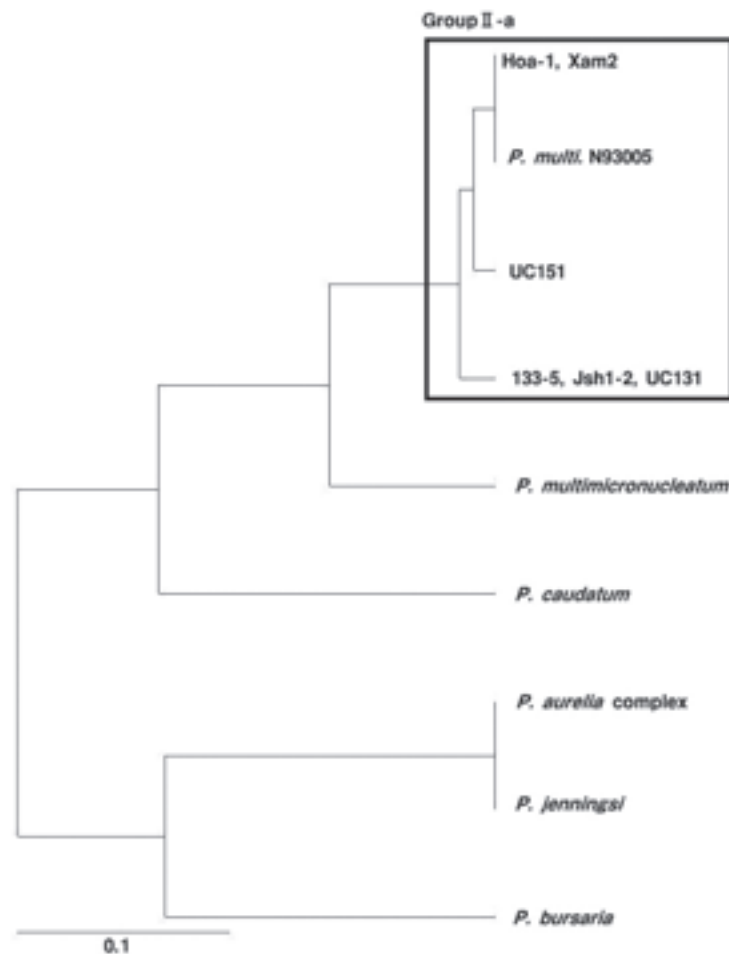 Group Ⅱ-a
Hoa-1, Xam2
P. multi. N93005
UC151
133-5, Jsh1-2, UC131
P. multimicronucleatum
P. caudatum
P. aurelia complex
P. jenningsi
P. bursaria
0.1